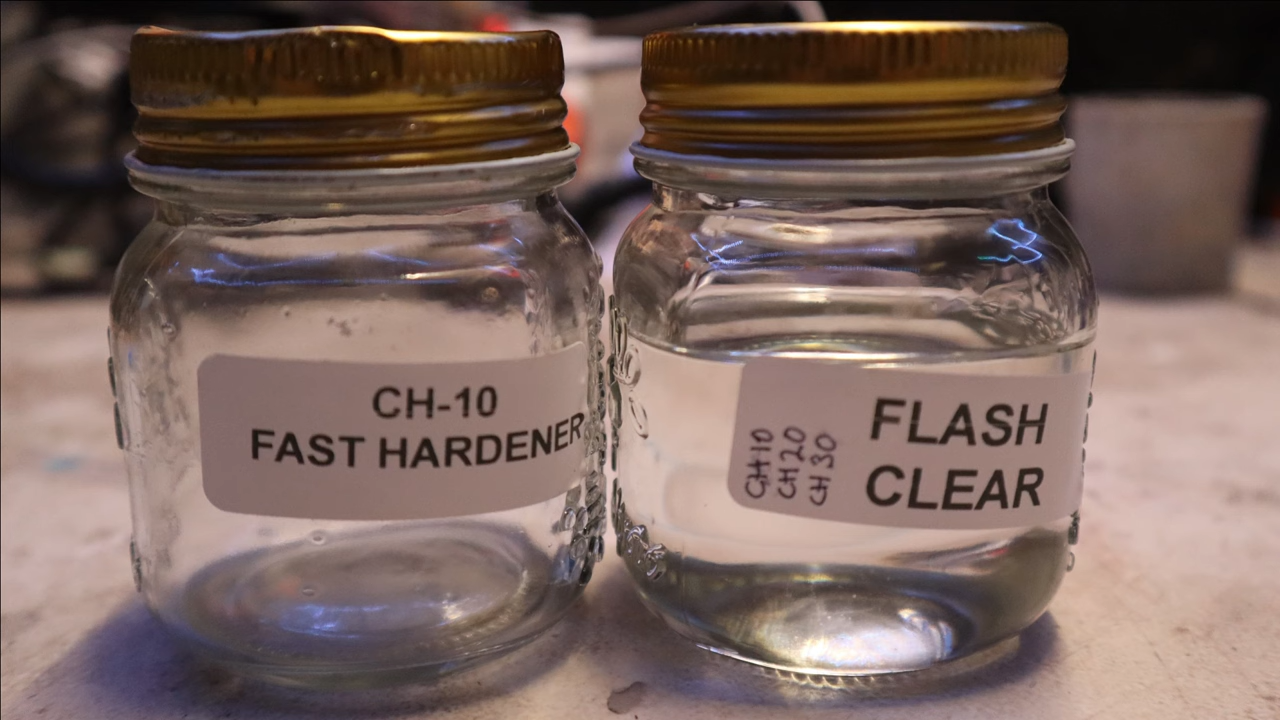 CH-10
FAST HARDENER
CH10
CH20
CH30
FLASH
CLEAR